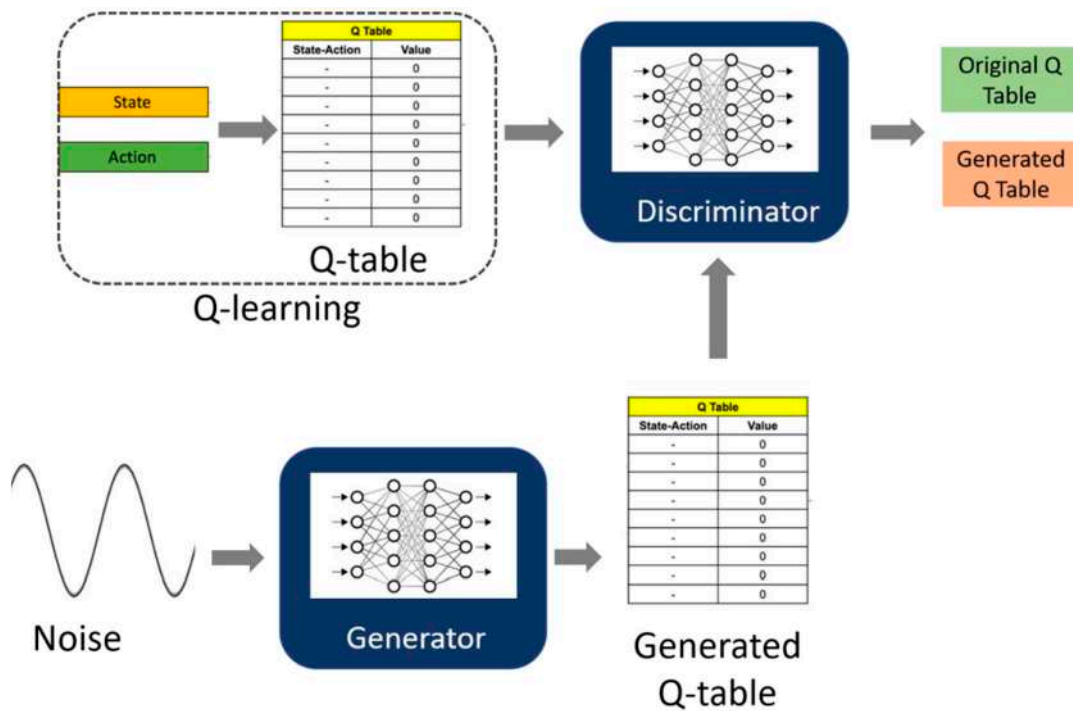 Q Table
State-Action Value
- 0
- 0
- 0
- 0
- 0
- 0
- 0
- 0
- 0
State
Action
Q-table
Q-learning
Discriminator
Original Q
Table
Generated
Q Table
Noise
Generator
Q Table
State-Action Value
- 0
- 0
- 0
- 0
- 0
- 0
- 0
- 0
- 0
Generated
Q-table